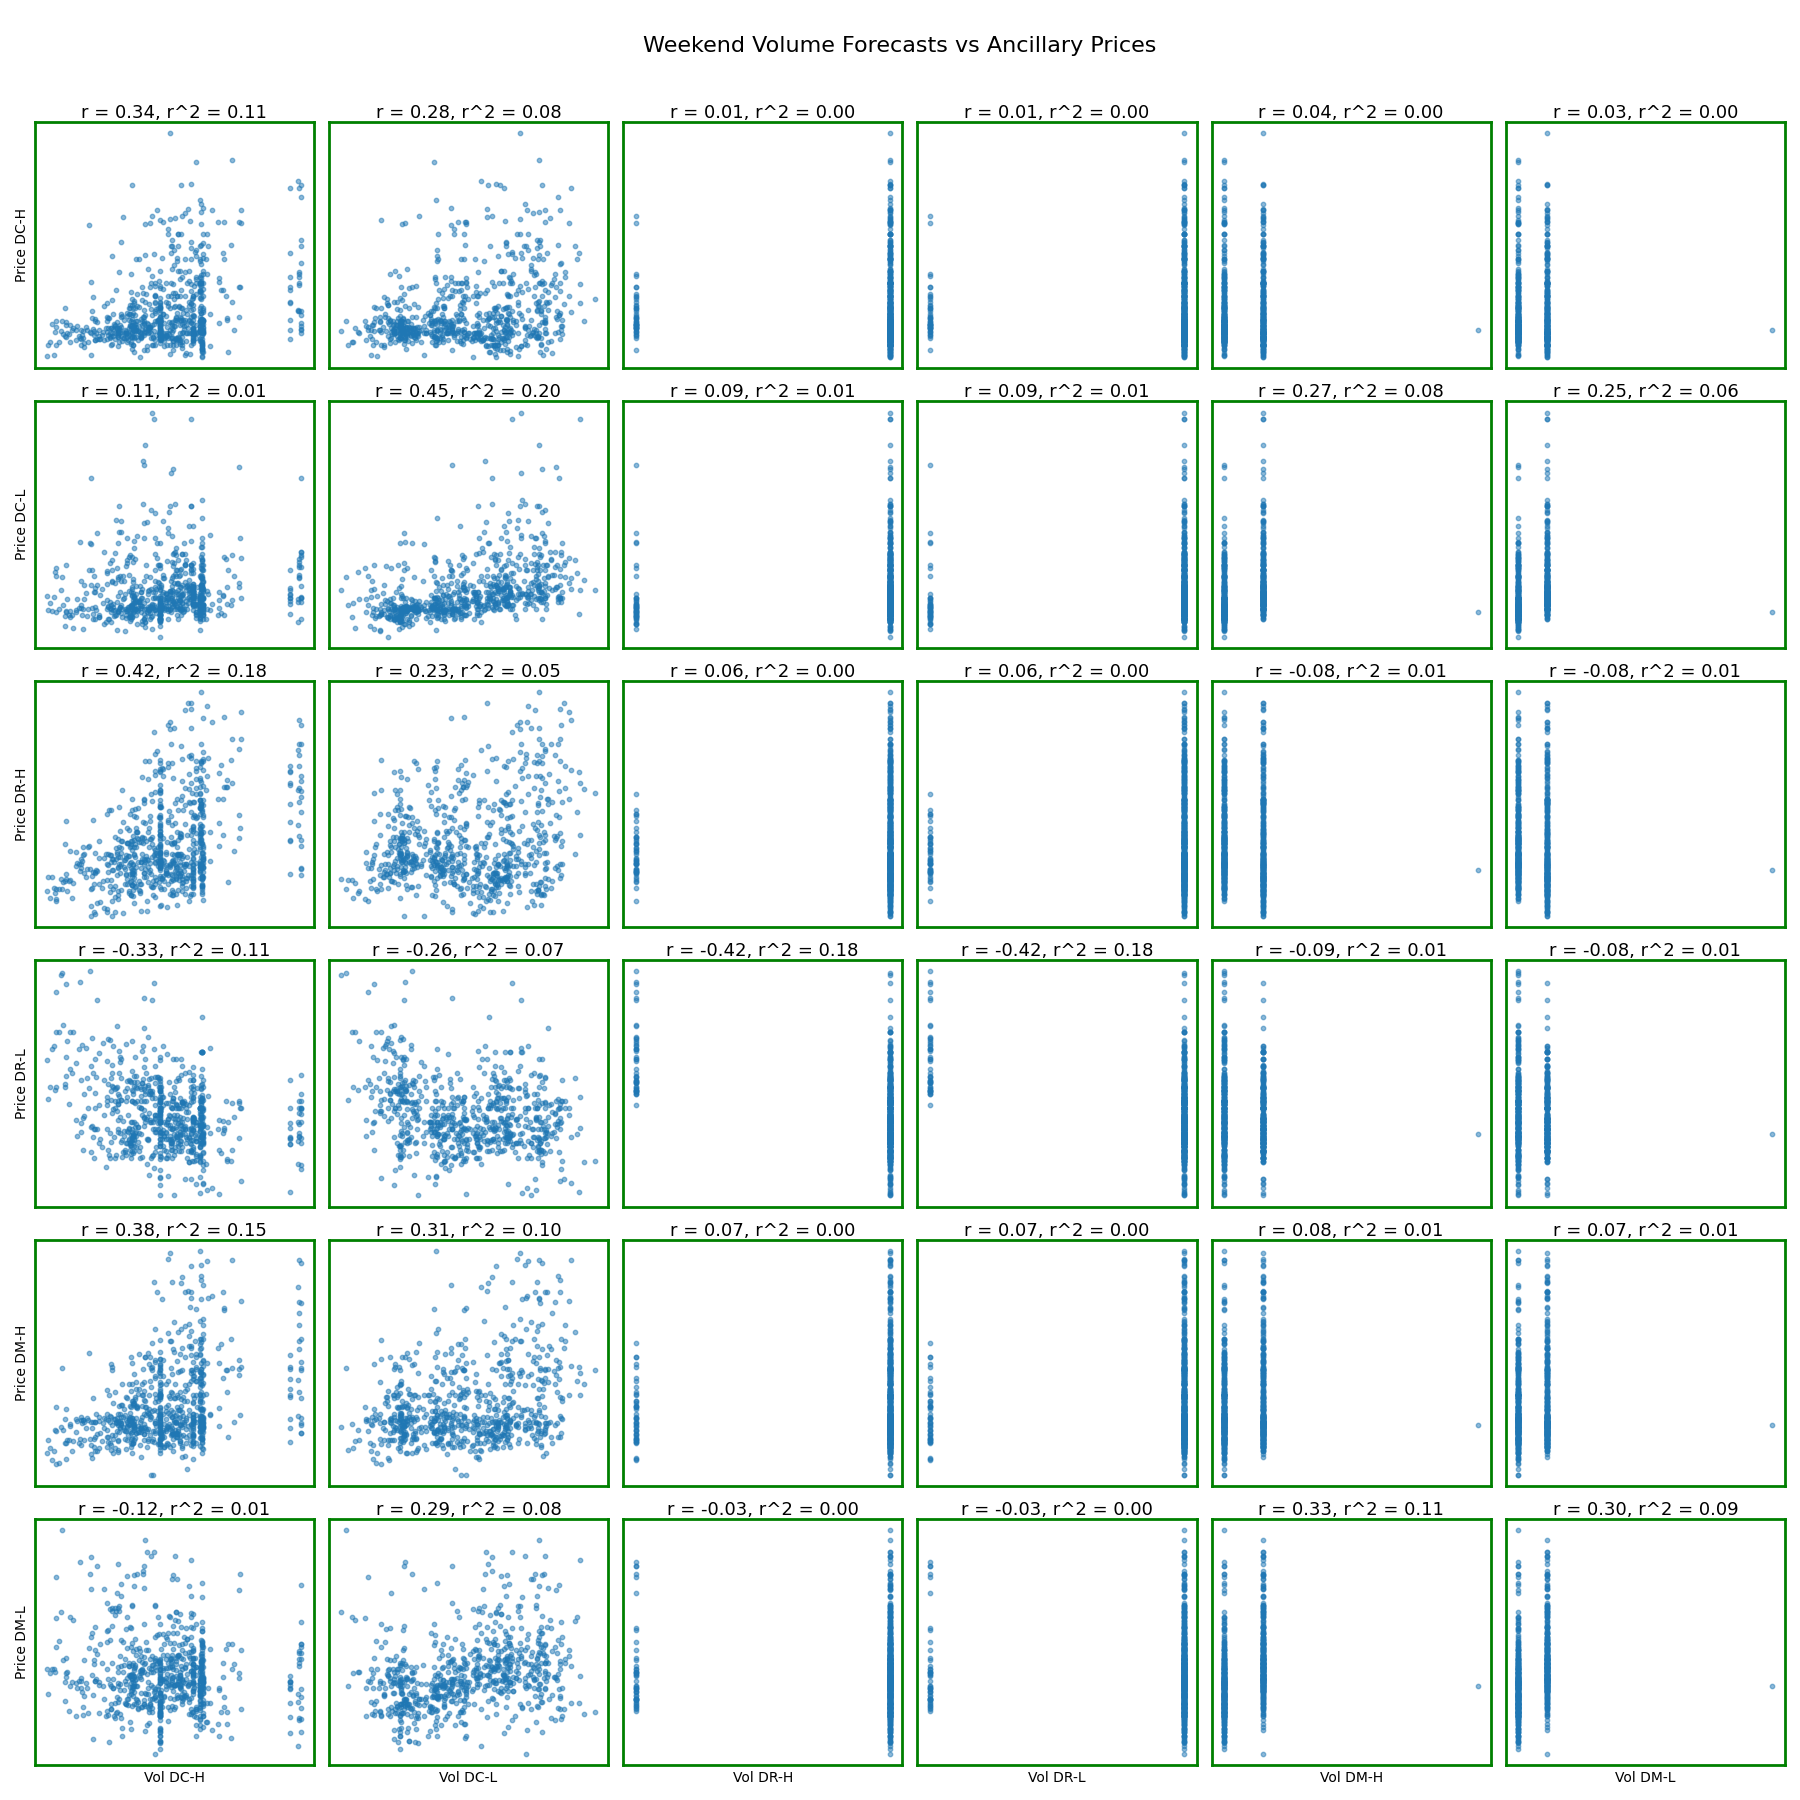 Weekend Volume Forecasts vs Ancillary Prices
r = 0.34, r^2 = 0.11
r = 0.28, r^2 = 0.08
r = 0.01, r^2 = 0.00
r = 0.01, r^2 = 0.00
r = 0.04, r^2 = 0.00
r = 0.03, r^2 = 0.00
Price DC-H
r = 0.11, r^2 = 0.01
r = 0.45, r^2 = 0.20
r = 0.09, r^2 = 0.01
r = 0.09, r^2 = 0.01
r = 0.27, r^2 = 0.08
r = 0.25, r^2 = 0.06
Price DC-L
r = 0.42, r^2 = 0.18
r = 0.23, r^2 = 0.05
r = 0.06, r^2 = 0.00
r = 0.06, r^2 = 0.00
r = -0.08, r^2 = 0.01
r = -0.08, r^2 = 0.01
Price DR-H
r = -0.33, r^2 = 0.11
r = -0.26, r^2 = 0.07
r = -0.42, r^2 = 0.18
r = -0.42, r^2 = 0.18
r = -0.09, r^2 = 0.01
r = -0.08, r^2 = 0.01
Price DR-L
r = 0.38, r^2 = 0.15
r = 0.31, r^2 = 0.10
r = 0.07, r^2 = 0.00
r = 0.07, r^2 = 0.00
r = 0.08, r^2 = 0.01
r = 0.07, r^2 = 0.01
Price DM-H
r = -0.12, r^2 = 0.01
r = 0.29, r^2 = 0.08
r = -0.03, r^2 = 0.00
r = -0.03, r^2 = 0.00
r = 0.33, r^2 = 0.11
r = 0.30, r^2 = 0.09
Price DM-L
Vol DC-H
Vol DC-L
Vol DR-H
Vol DR-L
Vol DM-H
Vol DM-L